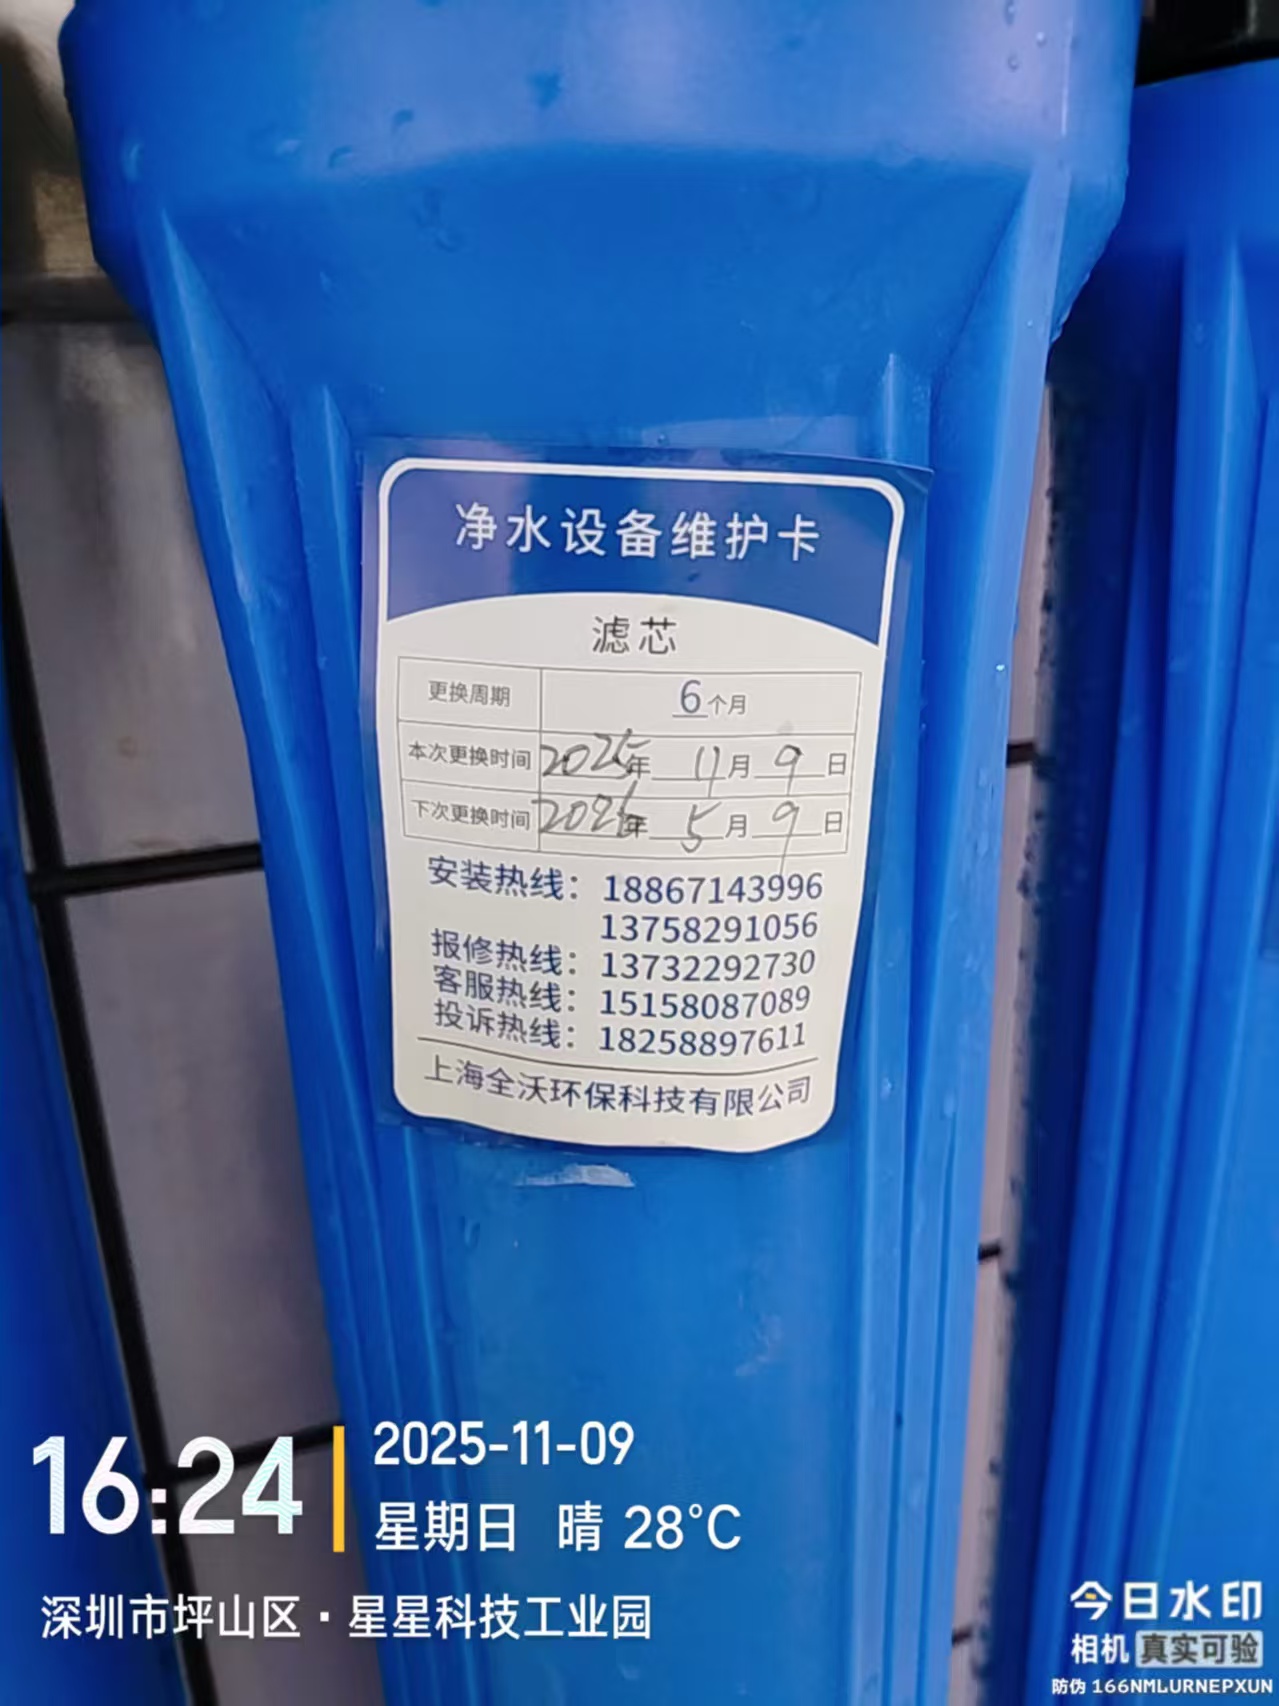 净水设备维护卡
滤芯
更换周期 6个月
本次更换时间 2025年 11月 9日
下次更换时间 2026年 5月 9日
安装热线：18867143996
13758291056
报修热线：13732292730
客服热线：15158087089
投诉热线：18258897611
上海全沃环保科技有限公司
16:24
2025-11-09
星期日 晴 28°C
深圳市坪山区·星星科技工业园
今日水印
相机 真实可验
防伪 166NMLURNEPXUN